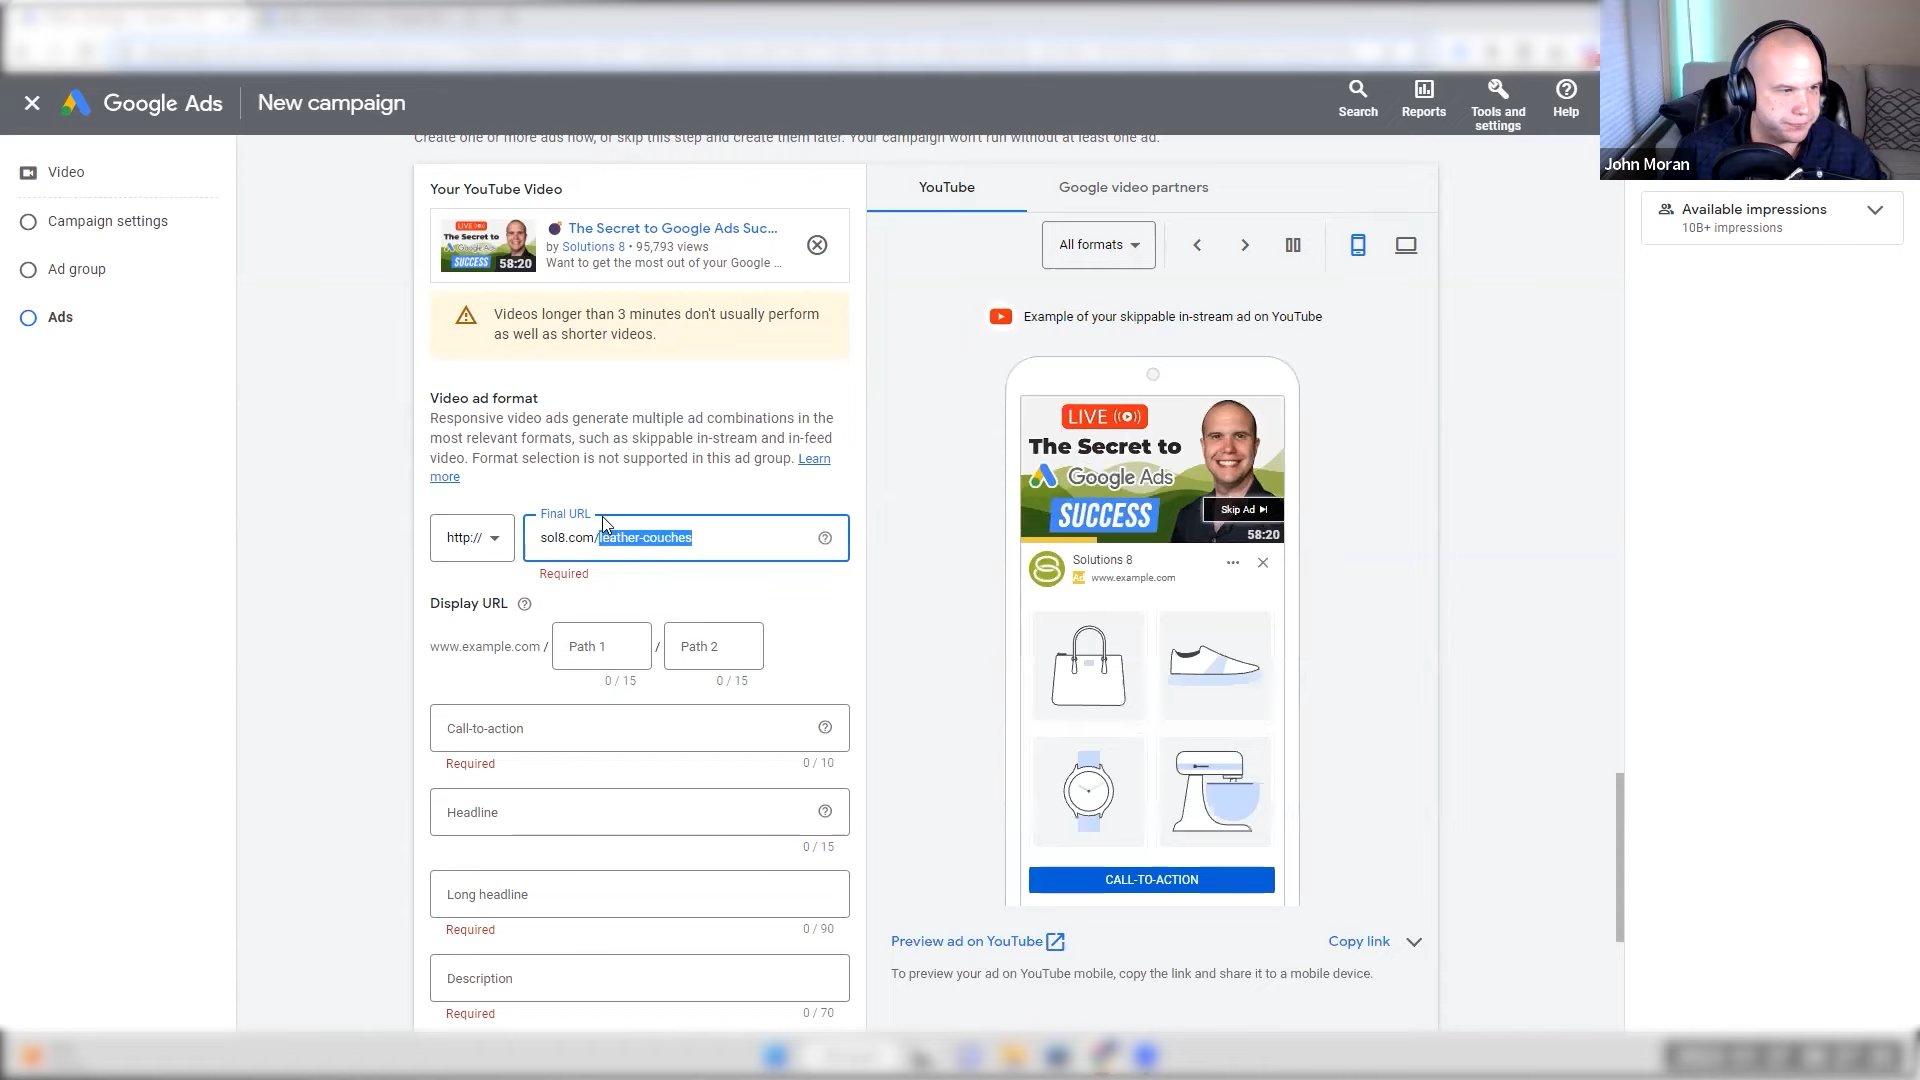 Google Ads
New campaign
Search
Reports
Tools and
settings
Help
John Moran
Create one or more ads now, or skip this step and create them later. Your campaign won't run without at least one ad.
Video
Campaign settings
Ad group
Ads
Your YouTube Video
LIVE
The Secret to
Google Ads
SUCCESS
58:20
The Secret to Google Ads Suc...
by Solutions 8 • 95,793 views
Want to get the most out of your Google ...
Videos longer than 3 minutes don't usually perform
as well as shorter videos.
Video ad format
Responsive video ads generate multiple ad combinations in the
most relevant formats, such as skippable in-stream and in-feed
video. Format selection is not supported in this ad group. Learn
more
http://
Final URL
sol8.com/leather-couches
Required
Display URL
www.example.com / Path 1 / Path 2
0 / 15
0 / 15
Call-to-action
Required
0 / 10
Headline
0 / 15
Long headline
Required
0 / 90
Description
Required
0 / 70
YouTube
Google video partners
All formats
Example of your skippable in-stream ad on YouTube
LIVE
The Secret to
Google Ads
SUCCESS
Skip Ad
58:20
Solutions 8
Ad www.example.com
CALL-TO-ACTION
Preview ad on YouTube
Copy link
To preview your ad on YouTube mobile, copy the link and share it to a mobile device.
Available impressions
10B+ impressions